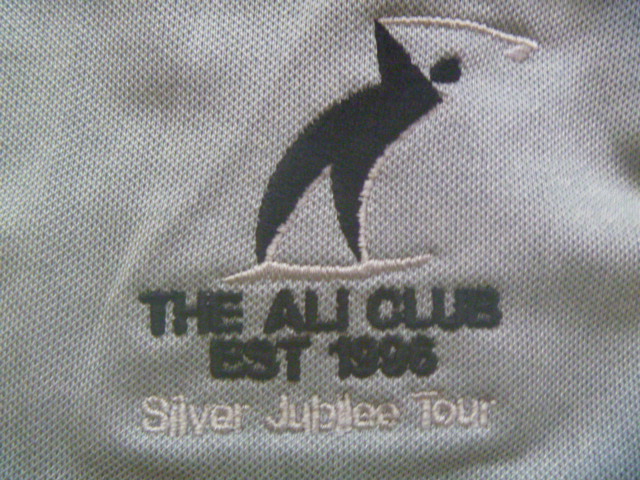 THE ALi CLUB
EST 1996
Silver Jubilee Tour